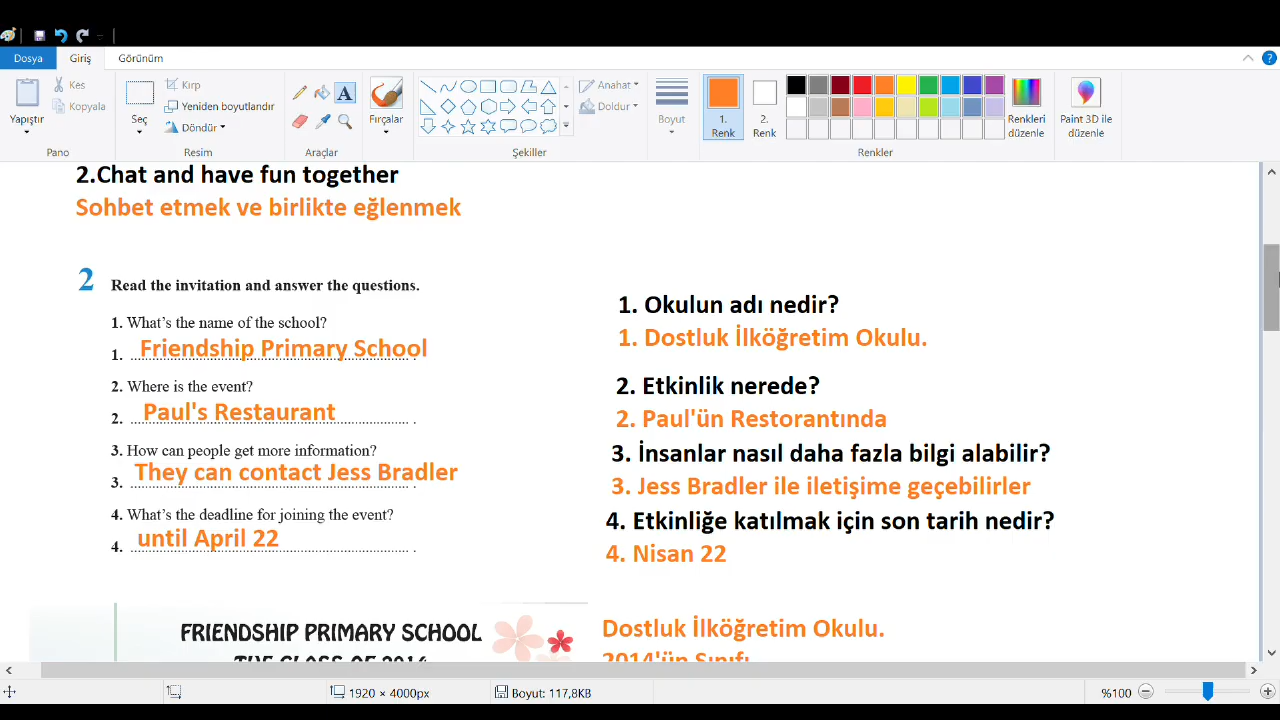 Dosya Giriş Görünüm
Yapıştır
Kes
Kopyala
Pano
Seç
Kırp
Yeniden boyutlandır
Döndür
Resim
A
Araçlar
Fırçalar
Anahat
Doldur
Şekiller
Boyut
1.
Renk
2.
Renk
Renkleri
düzenle
Renkler
Paint 3D ile
düzenle
2.Chat and have fun together
Sohbet etmek ve birlikte eğlenmek
2 Read the invitation and answer the questions.
1. What's the name of the school?
1. Friendship Primary School .
2. Where is the event?
2. Paul's Restaurant .
3. How can people get more information?
3. They can contact Jess Bradler .
4. What's the deadline for joining the event?
4. until April 22 .
1. Okulun adı nedir?
1. Dostluk İlköğretim Okulu.
2. Etkinlik nerede?
2. Paul'ün Restorantında
3. İnsanlar nasıl daha fazla bilgi alabilir?
3. Jess Bradler ile iletişime geçebilirler
4. Etkinliğe katılmak için son tarih nedir?
4. Nisan 22
FRIENDSHIP PRIMARY SCHOOL
THE CLASS OF 2014
Dostluk İlköğretim Okulu.
2014'ün Sınıfı
1920 × 4000px
Boyut: 117,8KB
%100